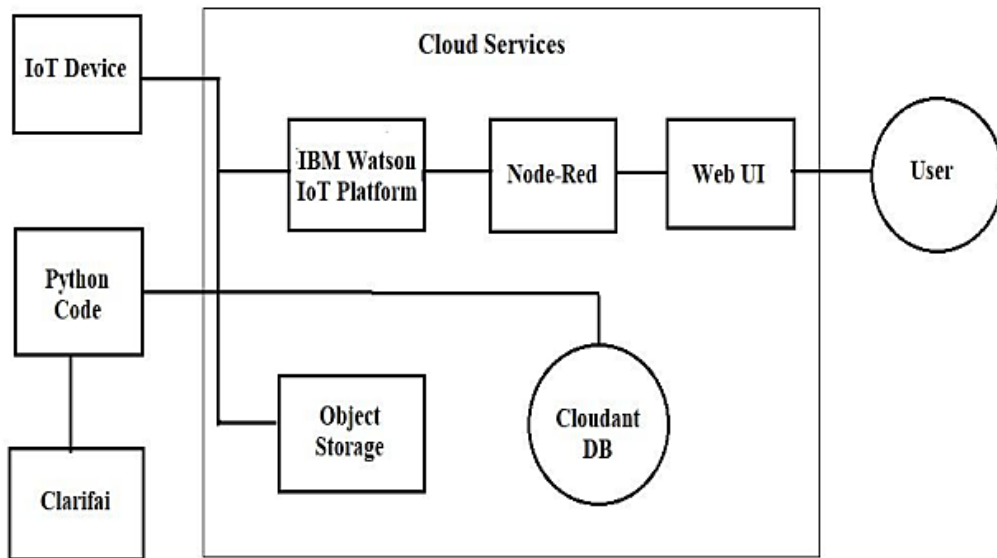 Cloud Services
IoT Device
IBM Watson
IoT Platform
Node-Red
Web UI
User
Python
Code
Object
Storage
Cloudant
DB
Clarifai